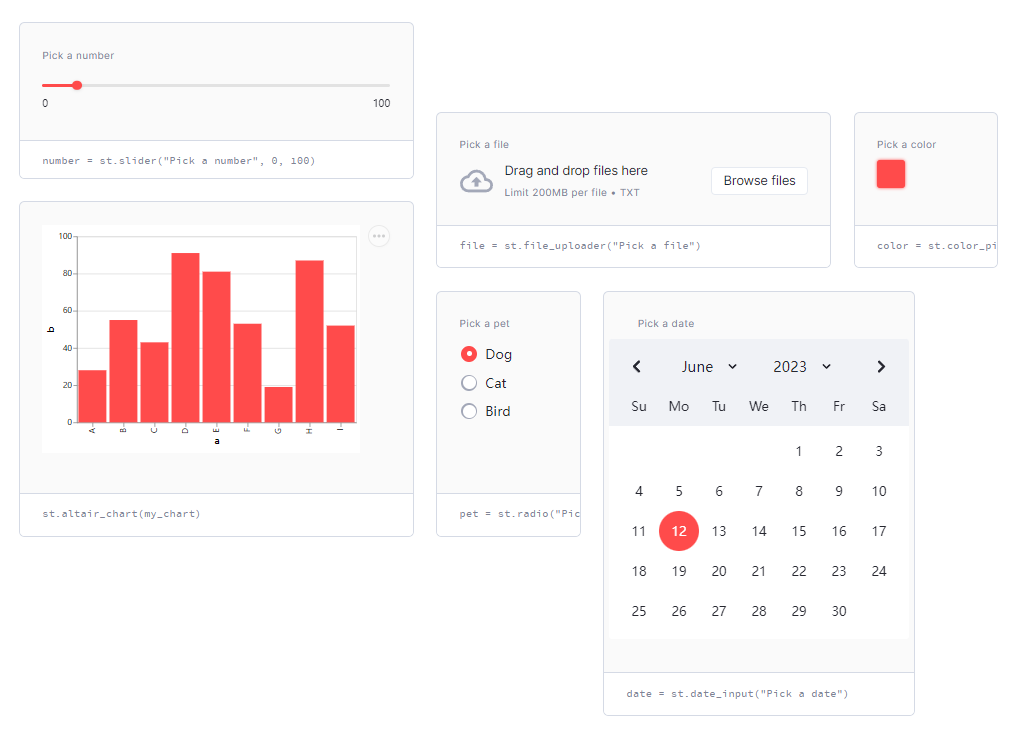 Pick a number
0 100
number = st.slider("Pick a number", 0, 100)
100
80
60
40
20
0
b
A B C D E F G H I
a
st.altair_chart(my_chart)
Pick a file
Drag and drop files here
Limit 200MB per file • TXT
Browse files
file = st.file_uploader("Pick a file")
Pick a color
color = st.color_pi
Pick a pet
Dog
Cat
Bird
pet = st.radio("Pic
Pick a date
June 2023
Su Mo Tu We Th Fr Sa
1 2 3
4 5 6 7 8 9 10
11 12 13 14 15 16 17
18 19 20 21 22 23 24
25 26 27 28 29 30
date = st.date_input("Pick a date")